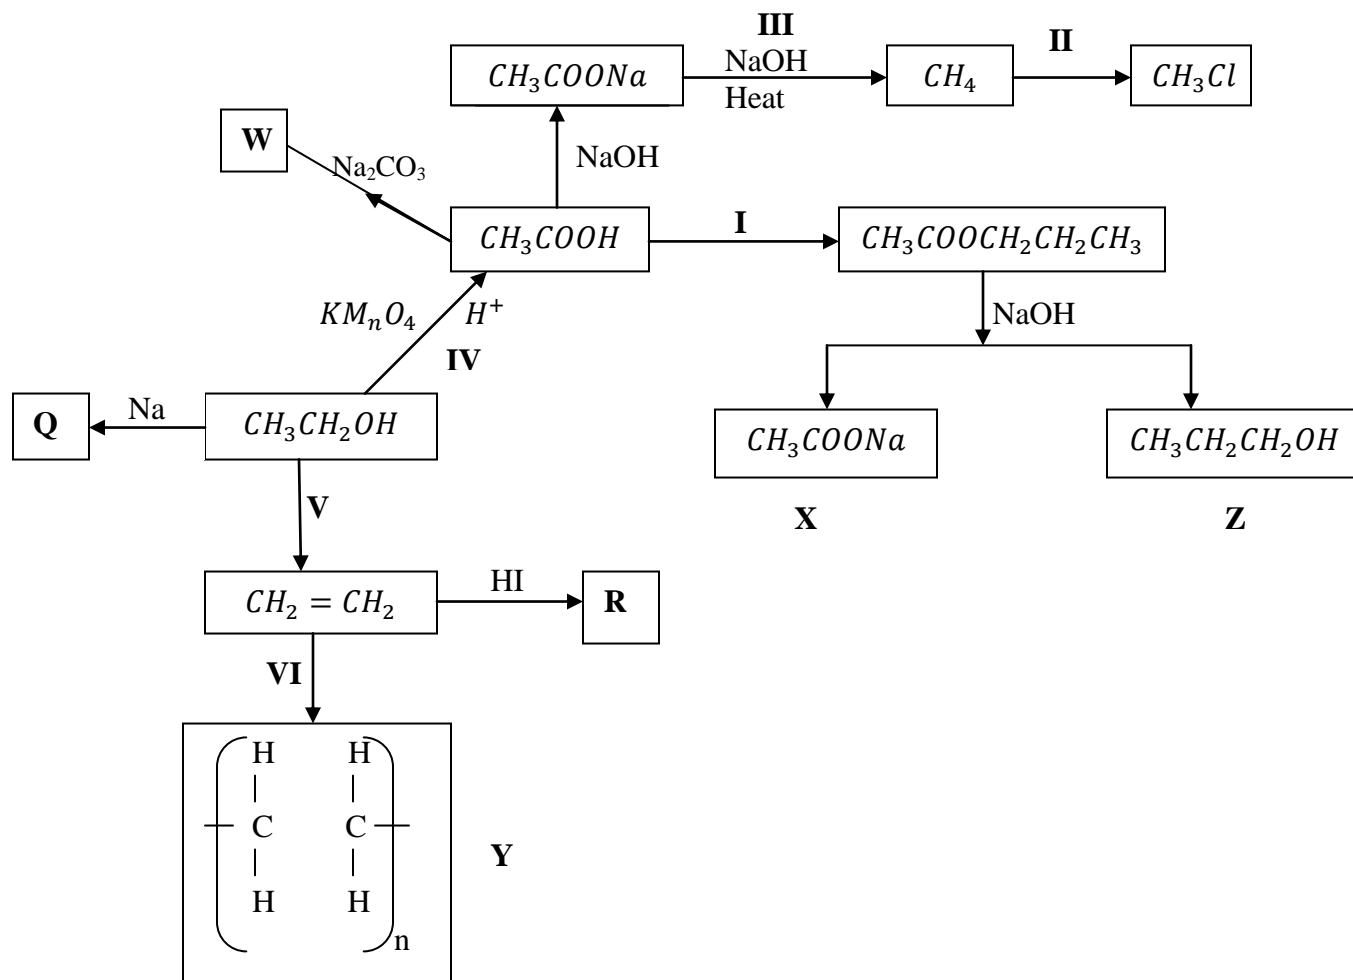 III
NaOH
II
CH₃COONa
CH₄
CH₃Cl
Heat
W
Na₂CO₃
NaOH
CH₃COOH
I
CH₃COOCH₂CH₂CH₃
KMₙO₄
H⁺
NaOH
IV
Q
Na
CH₃CH₂OH
CH₃COONa
CH₃CH₂CH₂OH
V
X
Z
CH₂ = CH₂
HI
R
VI
H H
C C
Y
H H
n